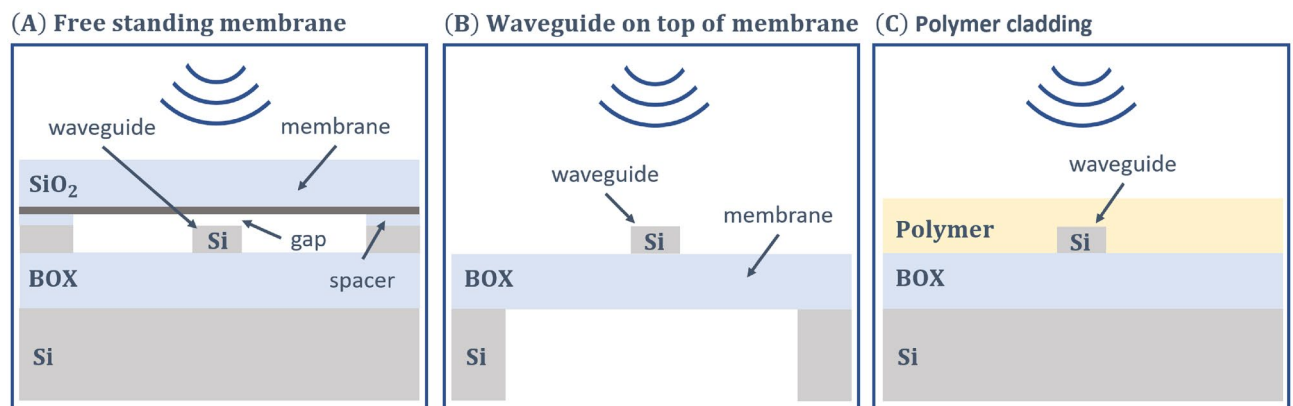 (A) Free standing membrane
waveguide
membrane
SiO₂
Si
gap
BOX
spacer
Si
(B) Waveguide on top of membrane
waveguide
membrane
Si
BOX
Si
(C) Polymer cladding
waveguide
Polymer
Si
BOX
Si